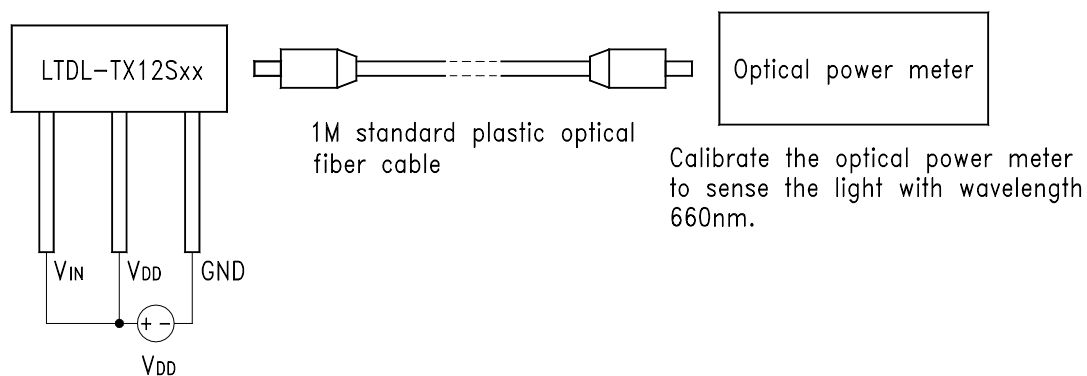 LTDL-TX12Sxx
Optical power meter
1M standard plastic optical
fiber cable
Calibrate the optical power meter
to sense the light with wavelength
660nm.
VIN VDD GND
+ -
VDD